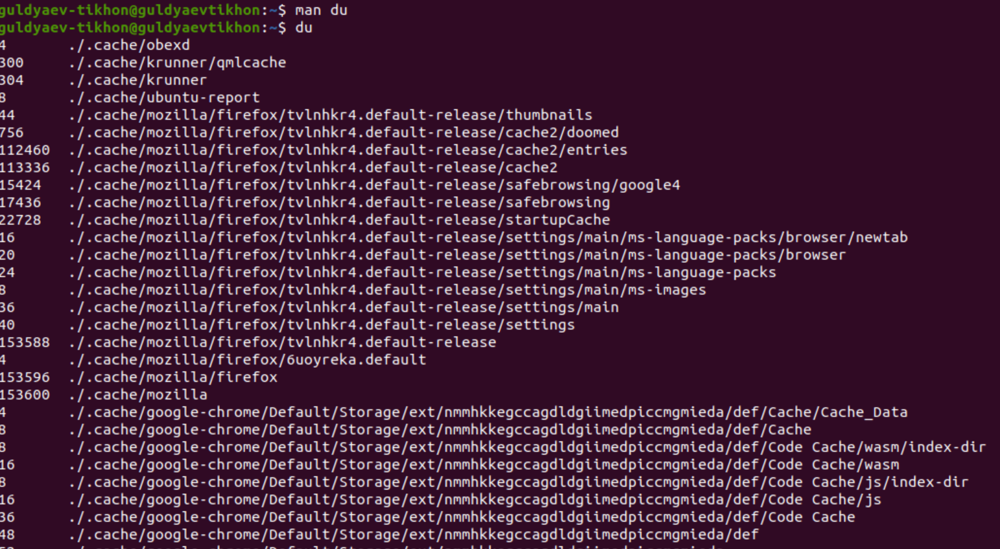 guldyaev-tikhon@guldyaevtikhon:~$ man du
guldyaev-tikhon@guldyaevtikhon:~$ du
4 ./.cache/obexd
300 ./.cache/krunner/qmlcache
304 ./.cache/krunner
8 ./.cache/ubuntu-report
44 ./.cache/mozilla/firefox/tvlnhkr4.default-release/thumbnails
756 ./.cache/mozilla/firefox/tvlnhkr4.default-release/cache2/doomed
112460 ./.cache/mozilla/firefox/tvlnhkr4.default-release/cache2/entries
113336 ./.cache/mozilla/firefox/tvlnhkr4.default-release/cache2
15424 ./.cache/mozilla/firefox/tvlnhkr4.default-release/safebrowsing/google4
17436 ./.cache/mozilla/firefox/tvlnhkr4.default-release/safebrowsing
22728 ./.cache/mozilla/firefox/tvlnhkr4.default-release/startupCache
16 ./.cache/mozilla/firefox/tvlnhkr4.default-release/settings/main/ms-language-packs/browser/newtab
20 ./.cache/mozilla/firefox/tvlnhkr4.default-release/settings/main/ms-language-packs/browser
24 ./.cache/mozilla/firefox/tvlnhkr4.default-release/settings/main/ms-language-packs
8 ./.cache/mozilla/firefox/tvlnhkr4.default-release/settings/main/ms-images
36 ./.cache/mozilla/firefox/tvlnhkr4.default-release/settings/main
40 ./.cache/mozilla/firefox/tvlnhkr4.default-release/settings
153588 ./.cache/mozilla/firefox/tvlnhkr4.default-release
4 ./.cache/mozilla/firefox/6uoyreka.default
153596 ./.cache/mozilla/firefox
153600 ./.cache/mozilla
4 ./.cache/google-chrome/Default/Storage/ext/nmmhkkegccagdldgiimedpiccmgmieda/def/Cache/Cache_Data
8 ./.cache/google-chrome/Default/Storage/ext/nmmhkkegccagdldgiimedpiccmgmieda/def/Cache
8 ./.cache/google-chrome/Default/Storage/ext/nmmhkkegccagdldgiimedpiccmgmieda/def/Code Cache/wasm/index-dir
16 ./.cache/google-chrome/Default/Storage/ext/nmmhkkegccagdldgiimedpiccmgmieda/def/Code Cache/wasm
8 ./.cache/google-chrome/Default/Storage/ext/nmmhkkegccagdldgiimedpiccmgmieda/def/Code Cache/js/index-dir
16 ./.cache/google-chrome/Default/Storage/ext/nmmhkkegccagdldgiimedpiccmgmieda/def/Code Cache/js
36 ./.cache/google-chrome/Default/Storage/ext/nmmhkkegccagdldgiimedpiccmgmieda/def/Code Cache
48 ./.cache/google-chrome/Default/Storage/ext/nmmhkkegccagdldgiimedpiccmgmieda/def